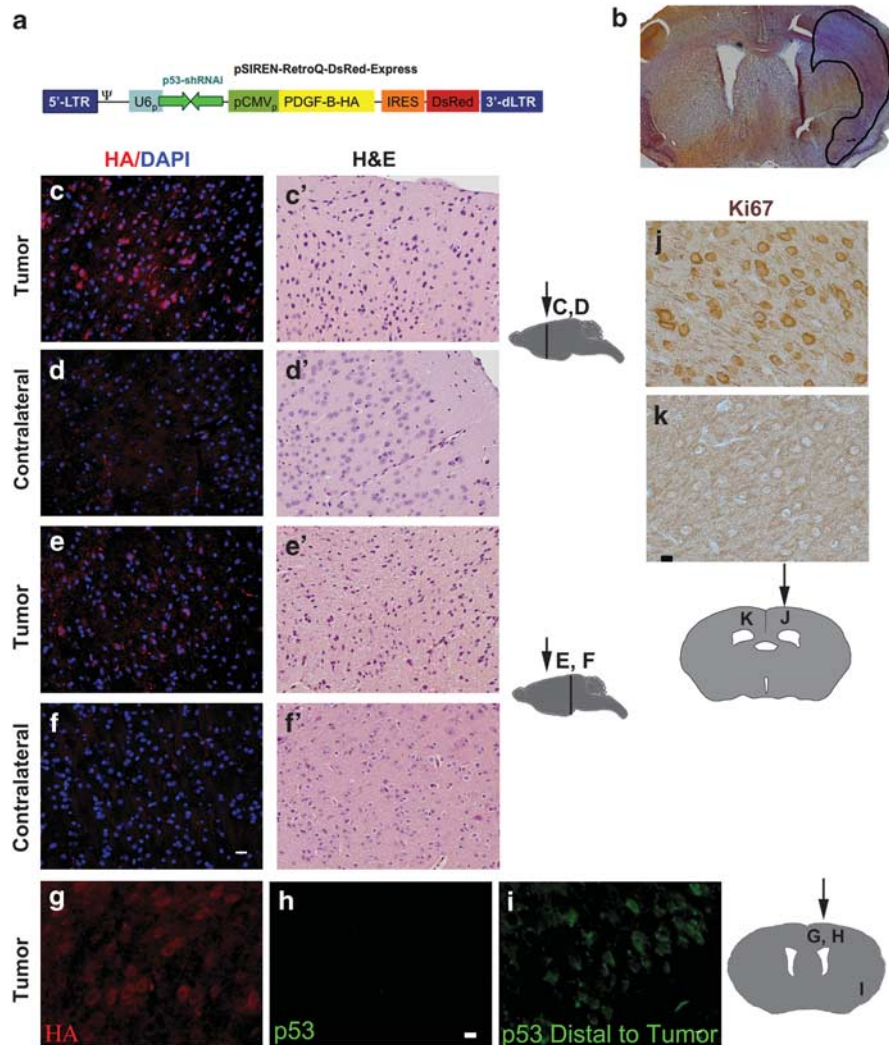 a
b
pSIREN-RetroQ-DsRed-Express
p53-shRNAi
5'-LTR Ψ U6p pCMVp PDGF-B-HA IRES DsRed 3'-dLTR
HA/DAPI
H&E
Ki67
Tumor
c
c'
C,D
j
Contralateral
d
d'
k
Tumor
e
e'
E, F
K J
Contralateral
f
f'
Tumor
g
HA
h
p53
i
p53 Distal to Tumor
G, H
I